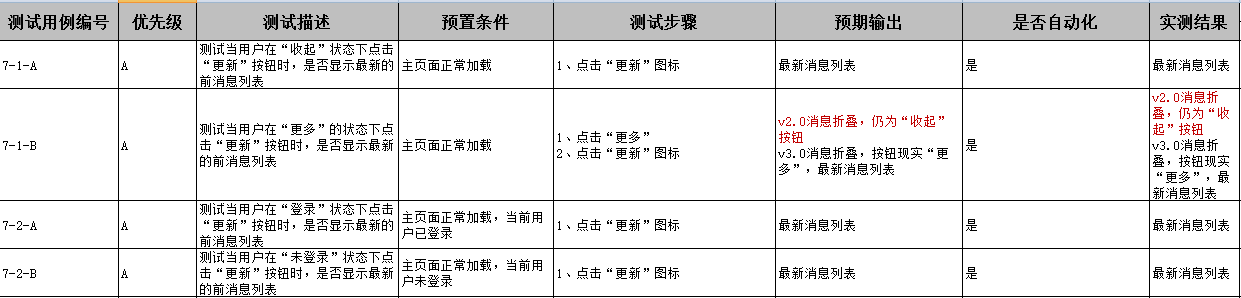 测试用例编号 优先级 测试描述 预置条件 测试步骤 预期输出 是否自动化 实测结果
7-1-A
A
测试当用户在“收起”状态下点击
“更新”按钮时，是否显示最新的
前消息列表
主页面正常加载
1、点击“更新”图标
最新消息列表
是
最新消息列表
7-1-B
A
测试当用户在“更多”的状态下点
击“更新”按钮时，是否显示最新
的前消息列表
主页面正常加载
1、点击“更多”
2、点击“更新”图标
v2.0消息折叠，仍为“收起”
按钮
v3.0消息折叠，按钮现实“更
多”，最新消息列表
是
v2.0消息折
叠，仍为“收
起”按钮
v3.0消息折
叠，按钮现实
“更多”，最
新消息列表
7-2-A
A
测试当用户在“登录”状态下点击
“更新”按钮时，是否显示最新的
前消息列表
主页面正常加载，当前用
户已登录
1、点击“更新”图标
最新消息列表
是
最新消息列表
7-2-B
A
测试当用户在“未登录”状态下点
击“更新”按钮时，是否显示最新
的前消息列表
主页面正常加载，当前用
户未登录
1、点击“更新”图标
最新消息列表
是
最新消息列表